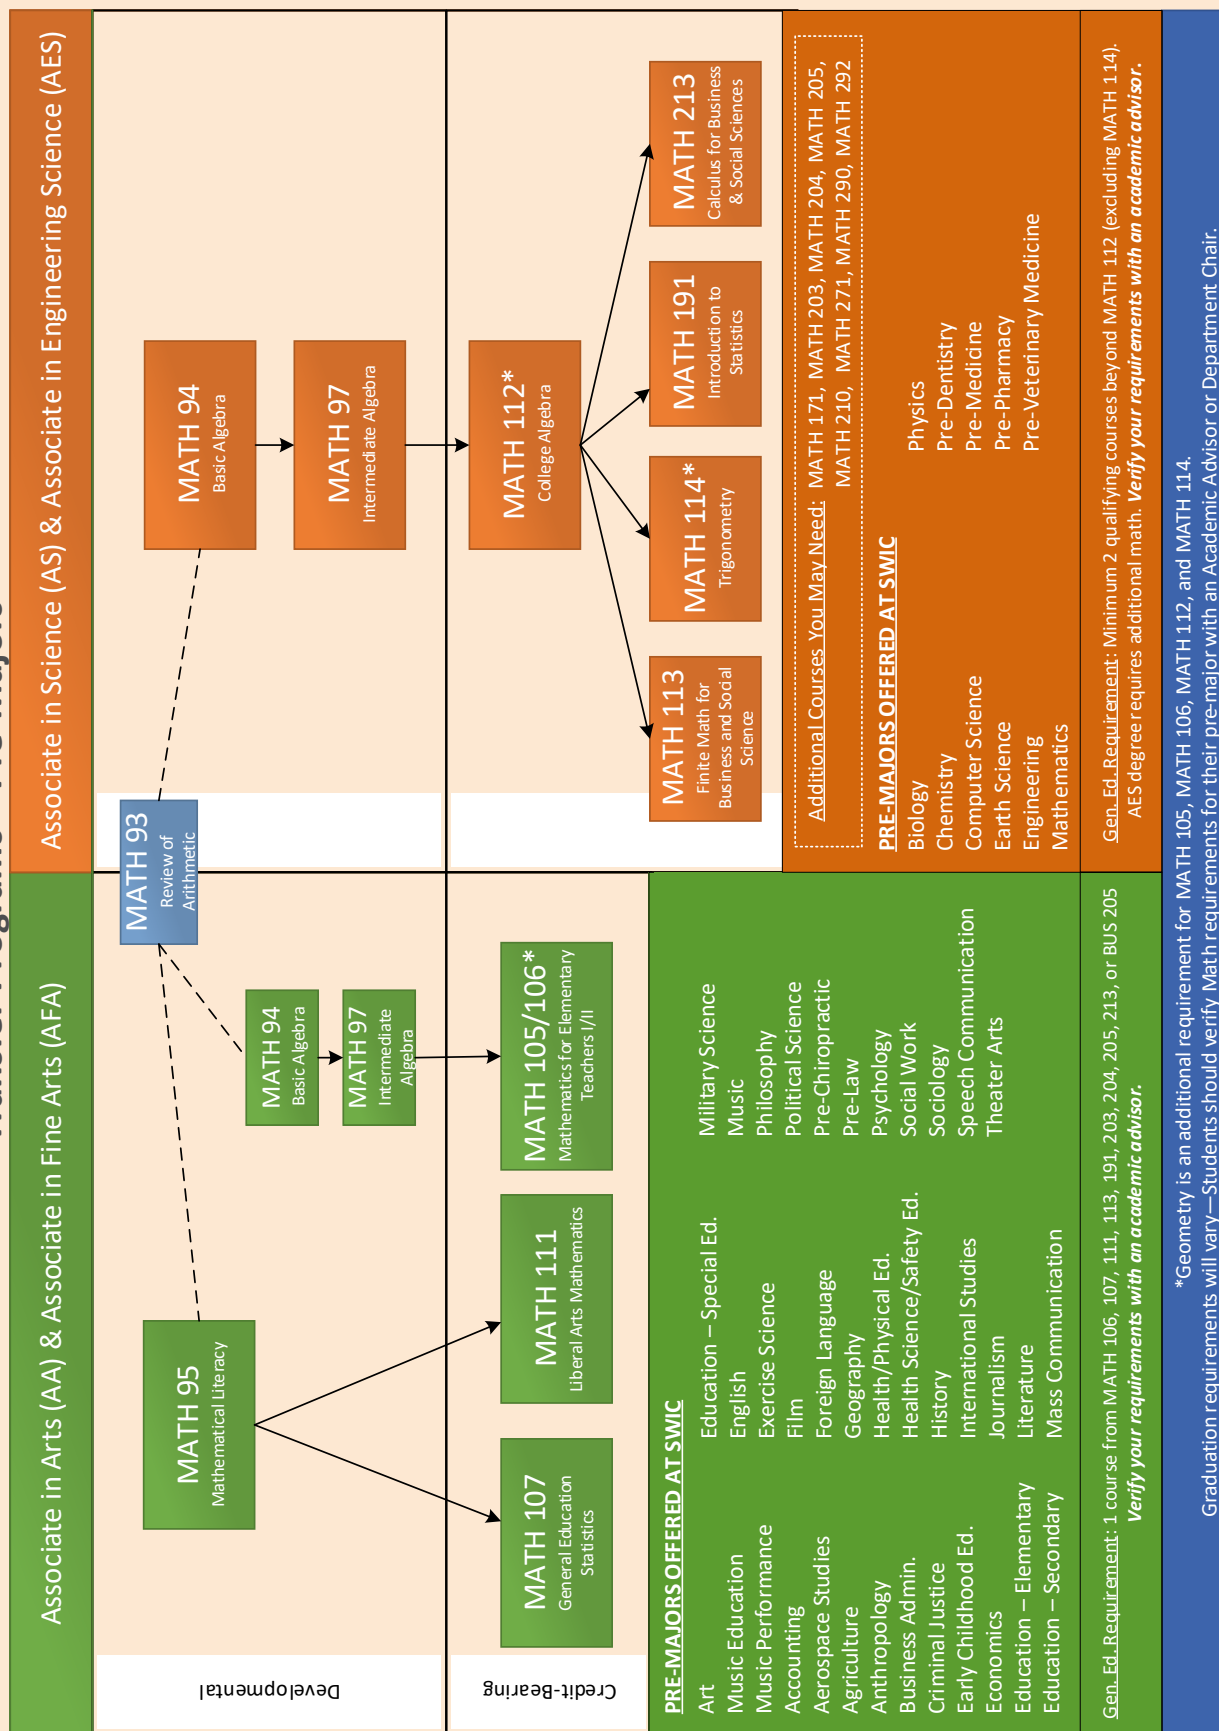 Transfer Programs - Pre-Majors
Associate in Arts (AA) & Associate in Fine Arts (AFA)
Associate in Science (AS) & Associate in Engineering Science (AES)
Developmental
MATH 93
Review of
Arithmetic
MATH 95
Mathematical Literacy
MATH 94
Basic Algebra
MATH 97
Intermediate
Algebra
MATH 94
Basic Algebra
MATH 97
Intermediate Algebra
Credit-Bearing
MATH 107
General Education
Statistics
MATH 111
Liberal Arts Mathematics
MATH 105/106*
Mathematics for Elementary
Teachers I/II
MATH 112*
College Algebra
MATH 113
Finite Math for
Business and Social
Science
MATH 114*
Trigonometry
MATH 191
Introduction to
Statistics
MATH 213
Calculus for Business
& Social Sciences
PRE-MAJORS OFFERED AT SWIC
Art
Music Education
Music Performance
Accounting
Aerospace Studies
Agriculture
Anthropology
Business Admin.
Criminal Justice
Early Childhood Ed.
Economics
Education – Elementary
Education – Secondary
Education – Special Ed.
English
Exercise Science
Film
Foreign Language
Geography
Health/Physical Ed.
Health Science/Safety Ed.
History
International Studies
Journalism
Literature
Mass Communication
Military Science
Music
Philosophy
Political Science
Pre-Chiropractic
Pre-Law
Psychology
Social Work
Sociology
Speech Communication
Theater Arts
Gen. Ed. Requirement: 1 course from MATH 106, 107, 111, 113, 191, 203, 204, 205, 213, or BUS 205
Verify your requirements with an academic advisor.
Additional Courses You May Need: MATH 171, MATH 203, MATH 204, MATH 205,
MATH 210, MATH 271, MATH 290, MATH 292
PRE-MAJORS OFFERED AT SWIC
Biology
Chemistry
Computer Science
Earth Science
Engineering
Mathematics
Physics
Pre-Dentistry
Pre-Medicine
Pre-Pharmacy
Pre-Veterinary Medicine
Gen. Ed. Requirement: Minimum 2 qualifying courses beyond MATH 112 (excluding MATH 114).
AES degree requires additional math. Verify your requirements with an academic advisor.
*Geometry is an additional requirement for MATH 105, MATH 106, MATH 112, and MATH 114.
Graduation requirements will vary—Students should verify Math requirements for their pre-major with an Academic Advisor or Department Chair.